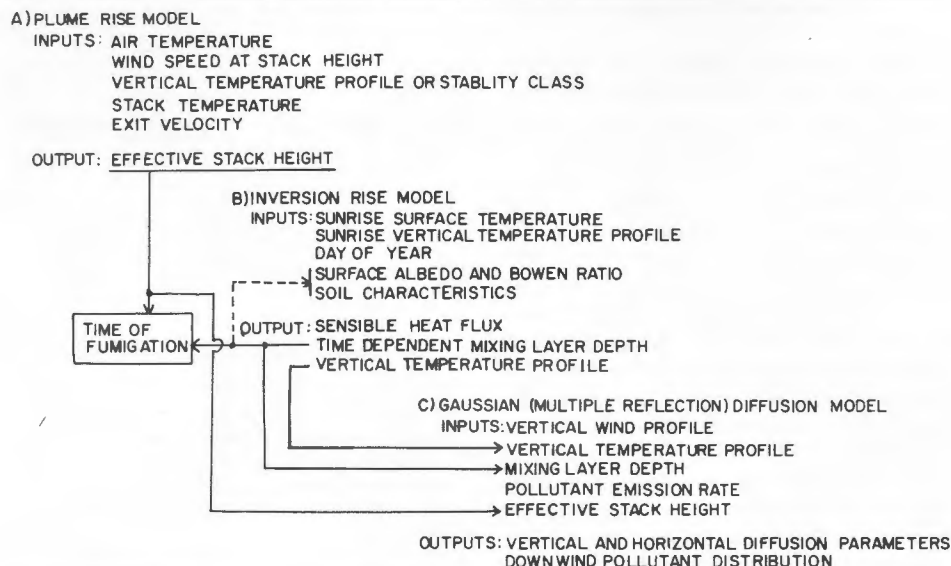 A) PLUME RISE MODEL
INPUTS: AIR TEMPERATURE
WIND SPEED AT STACK HEIGHT
VERTICAL TEMPERATURE PROFILE OR STABLITY CLASS
STACK TEMPERATURE
EXIT VELOCITY
OUTPUT: EFFECTIVE STACK HEIGHT
B) INVERSION RISE MODEL
INPUTS: SUNRISE SURFACE TEMPERATURE
SUNRISE VERTICAL TEMPERATURE PROFILE
DAY OF YEAR
SURFACE ALBEDO AND BOWEN RATIO
SOIL CHARACTERISTICS
TIME OF
FUMIGATION
OUTPUT: SENSIBLE HEAT FLUX
TIME DEPENDENT MIXING LAYER DEPTH
VERTICAL TEMPERATURE PROFILE
C) GAUSSIAN (MULTIPLE REFLECTION) DIFFUSION MODEL
INPUTS: VERTICAL WIND PROFILE
VERTICAL TEMPERATURE PROFILE
MIXING LAYER DEPTH
POLLUTANT EMISSION RATE
EFFECTIVE STACK HEIGHT
OUTPUTS: VERTICAL AND HORIZONTAL DIFFUSION PARAMETERS
DOWNWIND POLLUTANT DISTRIBUTION